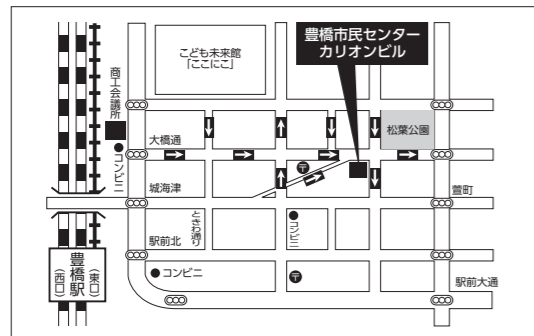 豊橋市民センター
カリオンビル
こども未来館
「ここにこ」
商工会議所
松葉公園
大橋通
コンビニ
城海津
萱町
ときわ通り
コンビニ
駅前北
豊橋駅
(東口)
(西口)
コンビニ
駅前大通